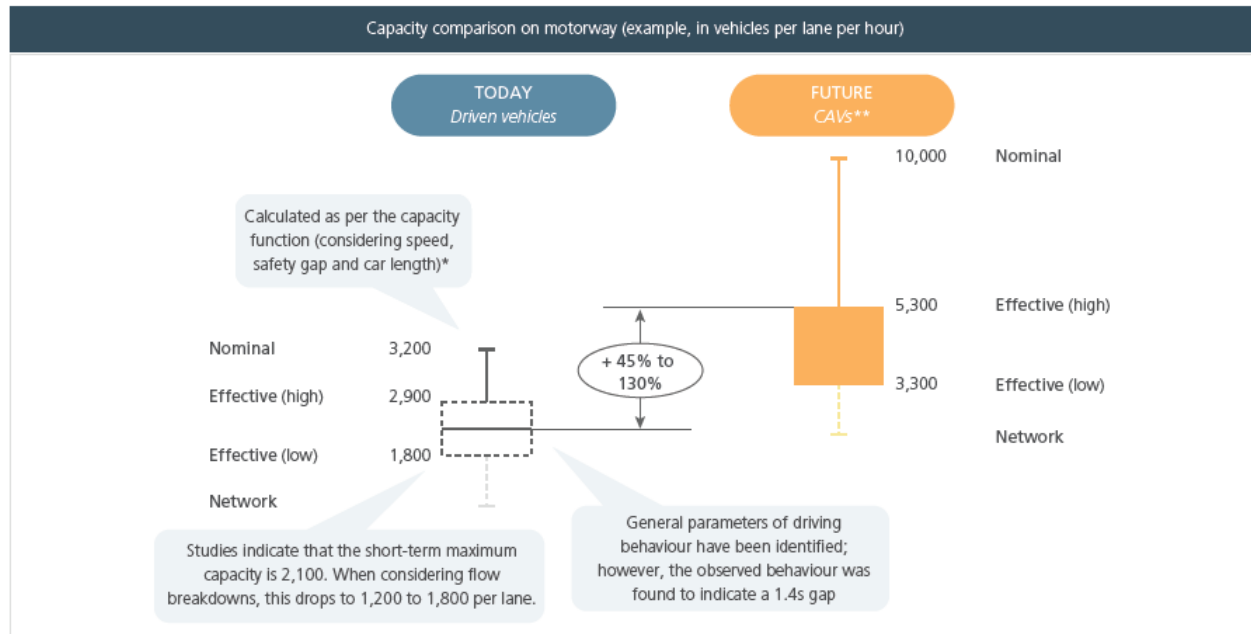 Capacity comparison on motorway (example, in vehicles per lane per hour)
TODAY
Driven vehicles
FUTURE
CAVs**
10,000 Nominal
Calculated as per the capacity
function (considering speed,
safety gap and car length)*
5,300 Effective (high)
Nominal 3,200
+ 45% to
130%
Effective (high) 2,900
3,300 Effective (low)
Effective (low) 1,800
Network
Network
Studies indicate that the short-term maximum
capacity is 2,100. When considering flow
breakdowns, this drops to 1,200 to 1,800 per lane.
General parameters of driving
behaviour have been identified;
however, the observed behaviour was
found to indicate a 1.4s gap